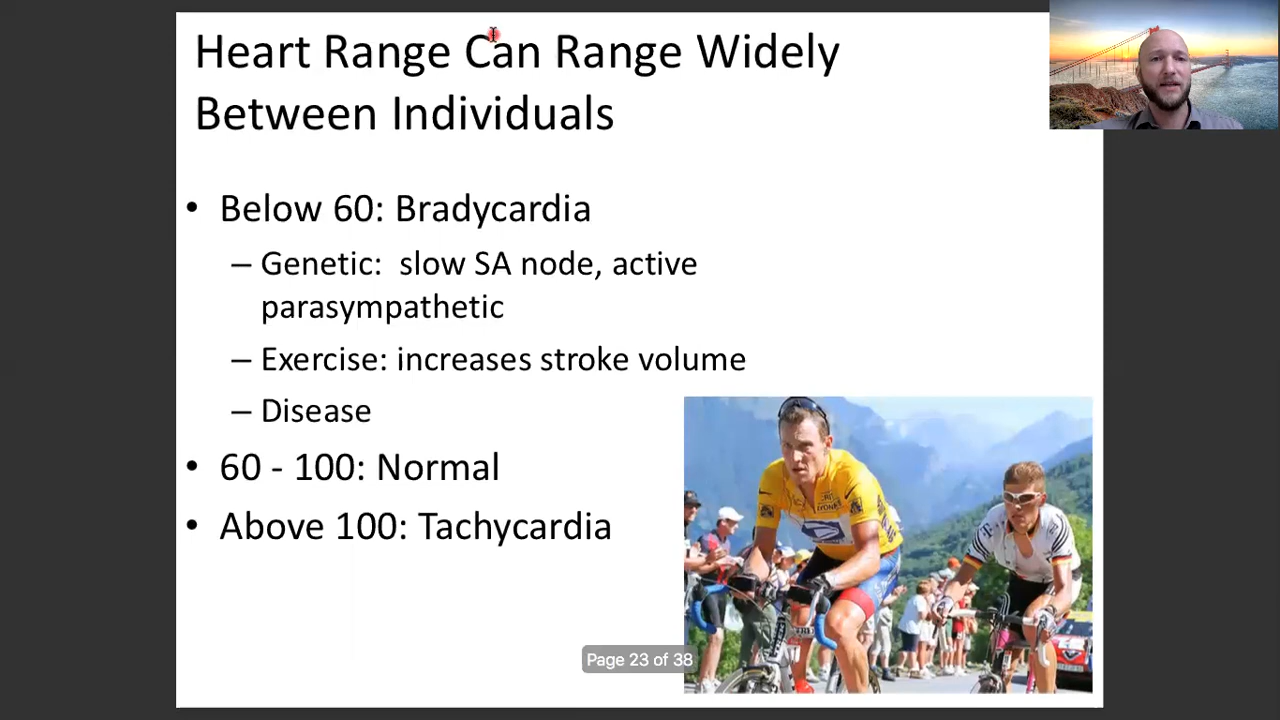 Heart Range Can Range Widely
Between Individuals
• Below 60: Bradycardia
– Genetic:  slow SA node, active
parasympathetic
– Exercise: increases stroke volume
– Disease
• 60 - 100: Normal
• Above 100: Tachycardia
Page 23 of 38